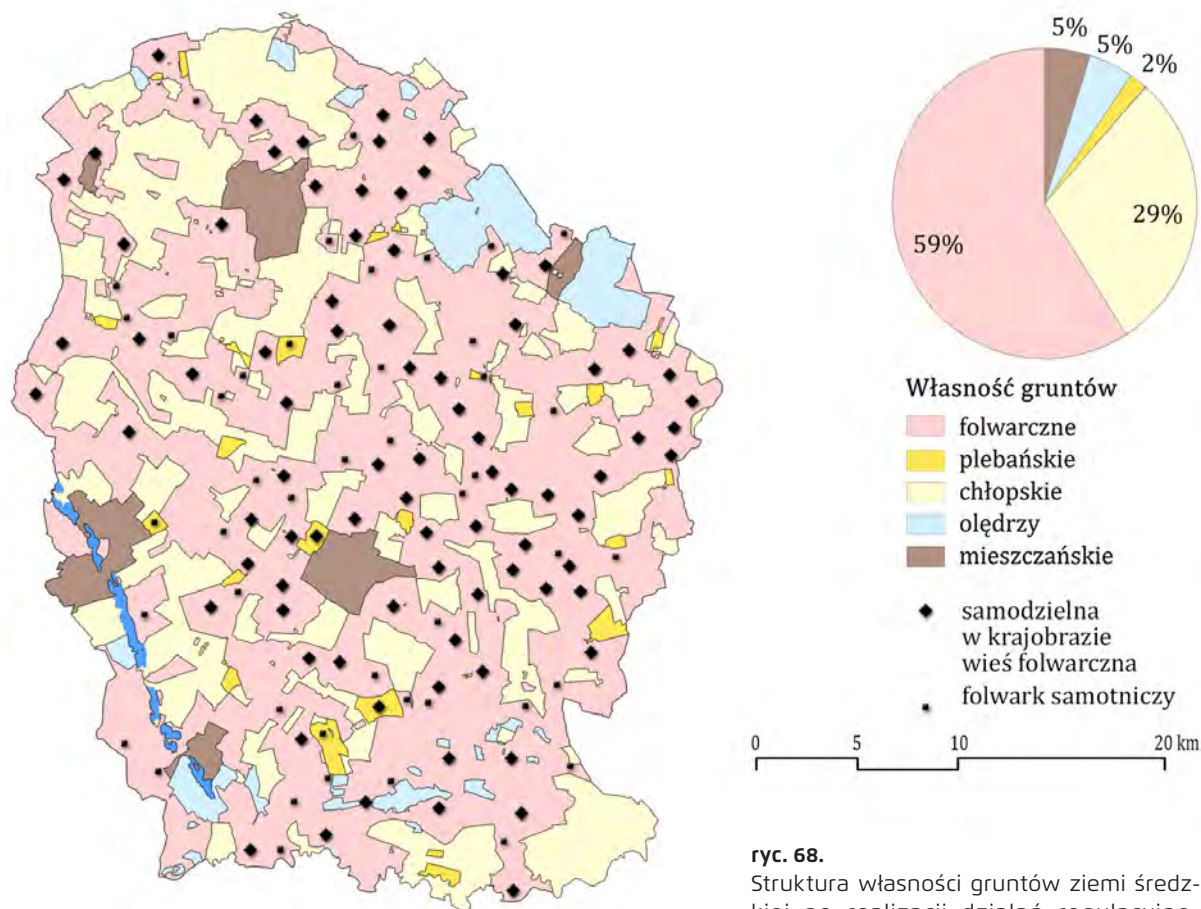 5%
5%
2%
29%
59%
Własność gruntów
folwarczne
plebańskie
chłopskie
olędrzy
mieszczańskie
samodzielna
w krajobrazie
wieś folwarczna
folwark samotniczy
0 5 10 20 km
ryc. 68.
Struktura własności gruntów ziemi średz-